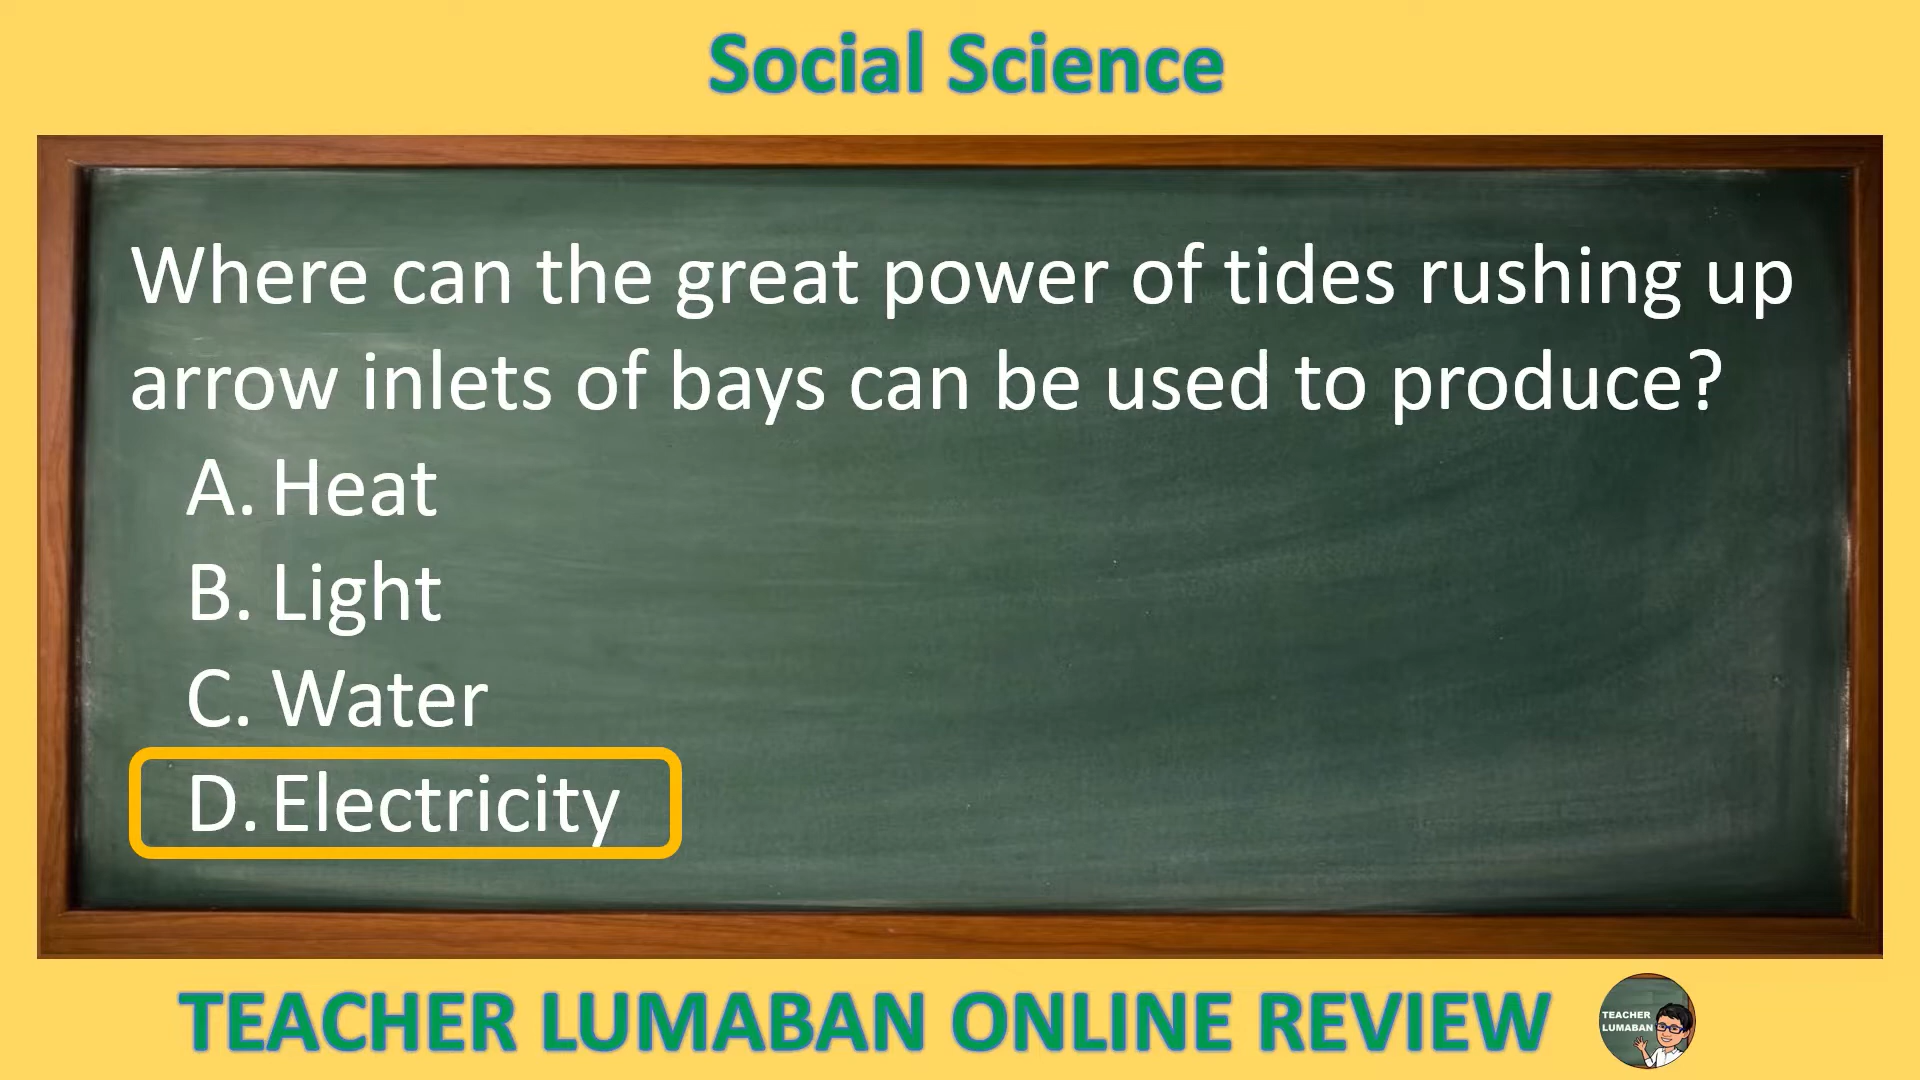 Social Science
Where can the great power of tides rushing up
arrow inlets of bays can be used to produce?
A. Heat
B. Light
C. Water
D. Electricity
TEACHER LUMABAN ONLINE REVIEW
TEACHER
LUMABAN